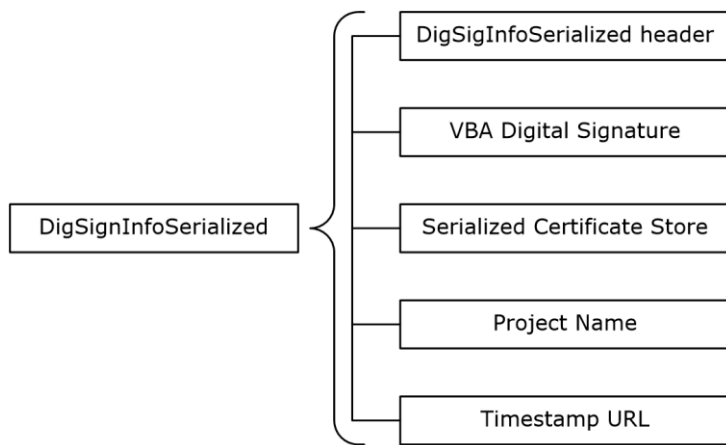 DigSigInfoSerialized header
VBA Digital Signature
DigSignInfoSerialized
Serialized Certificate Store
Project Name
Timestamp URL